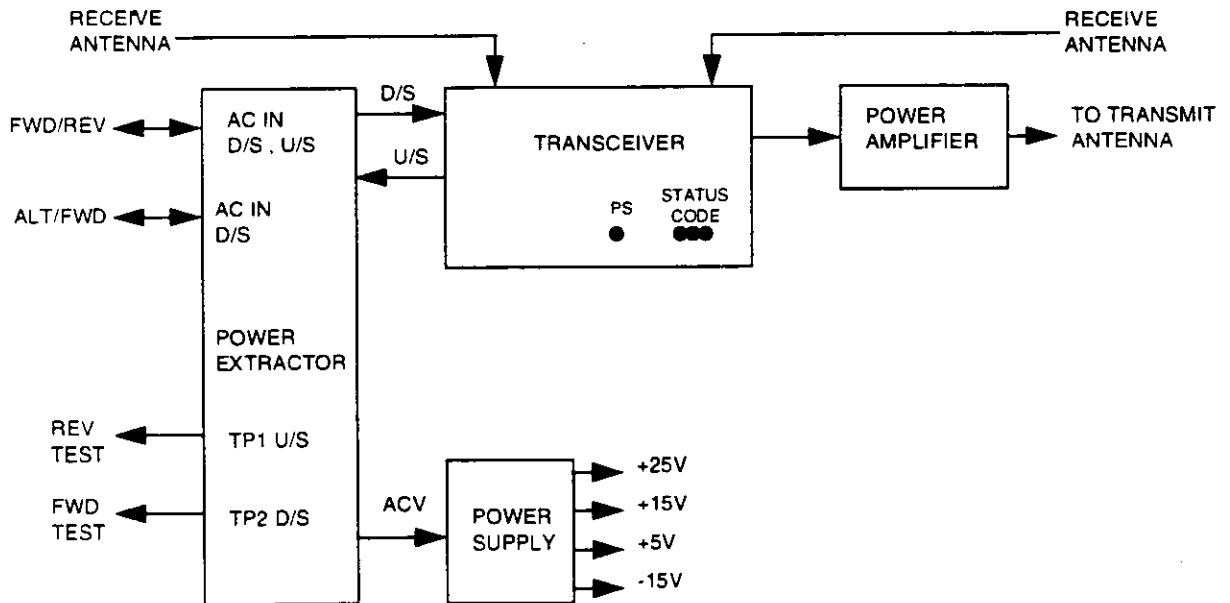 RECEIVE
ANTENNA
RECEIVE
ANTENNA
FWD/REV
AC IN
D/S , U/S
D/S
U/S
TRANSCEIVER
PS
STATUS
CODE
POWER
AMPLIFIER
TO TRANSMIT
ANTENNA
ALT/FWD
AC IN
D/S
POWER
EXTRACTOR
REV
TEST
TP1 U/S
FWD
TEST
TP2 D/S
ACV
POWER
SUPPLY
+25V
+15V
+5V
-15V